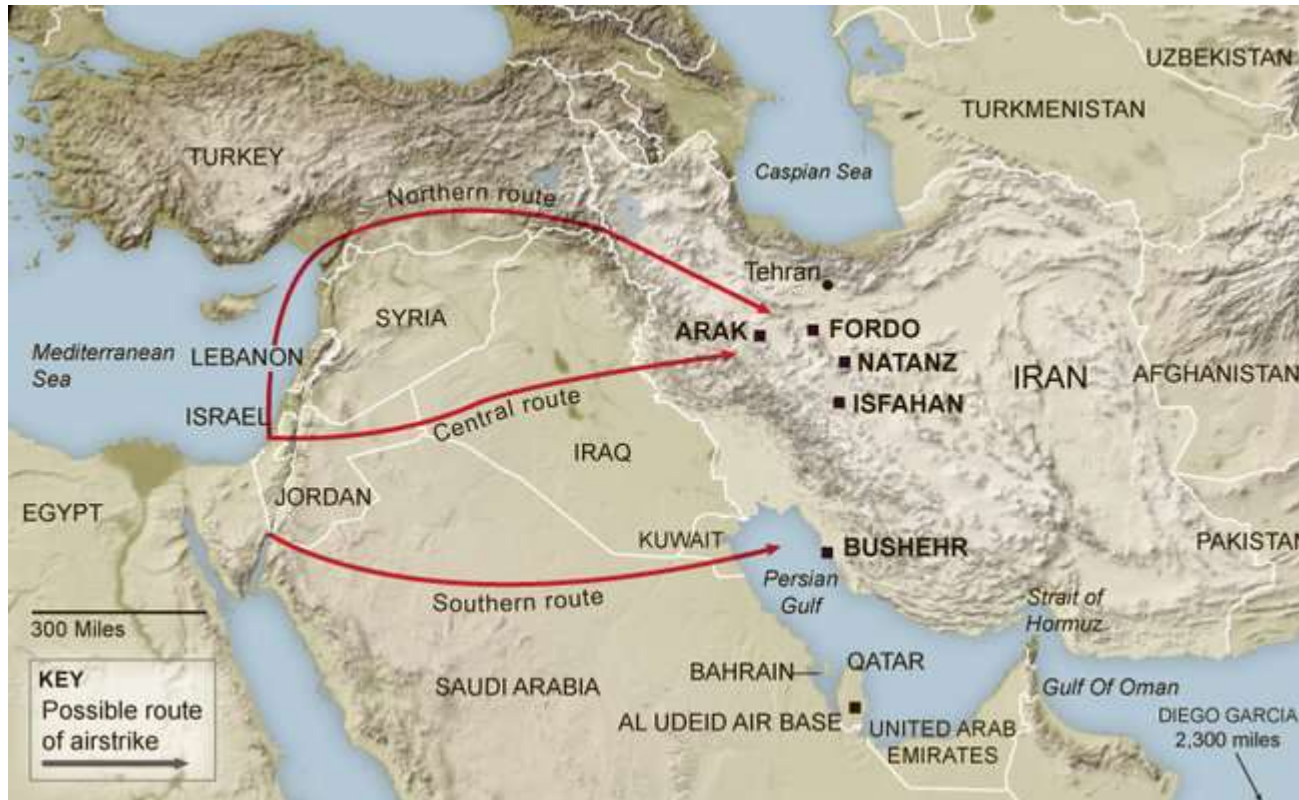 UZBEKISTAN
TURKMENISTAN
TURKEY
Caspian Sea
Northern route
Tehran
SYRIA
ARAK
FORDO
Mediterranean
Sea
LEBANON
NATANZ
IRAN
AFGHANISTAN
ISRAEL
Central route
ISFAHAN
IRAQ
JORDAN
EGYPT
KUWAIT
BUSHEHR
PAKISTAN
Persian
Gulf
Southern route
Strait of
Hormuz
300 Miles
BAHRAIN
QATAR
SAUDI ARABIA
Gulf Of Oman
KEY
Possible route
of airstrike
AL UDEID AIR BASE
UNITED ARAB
EMIRATES
DIEGO GARCIA
2,300 miles